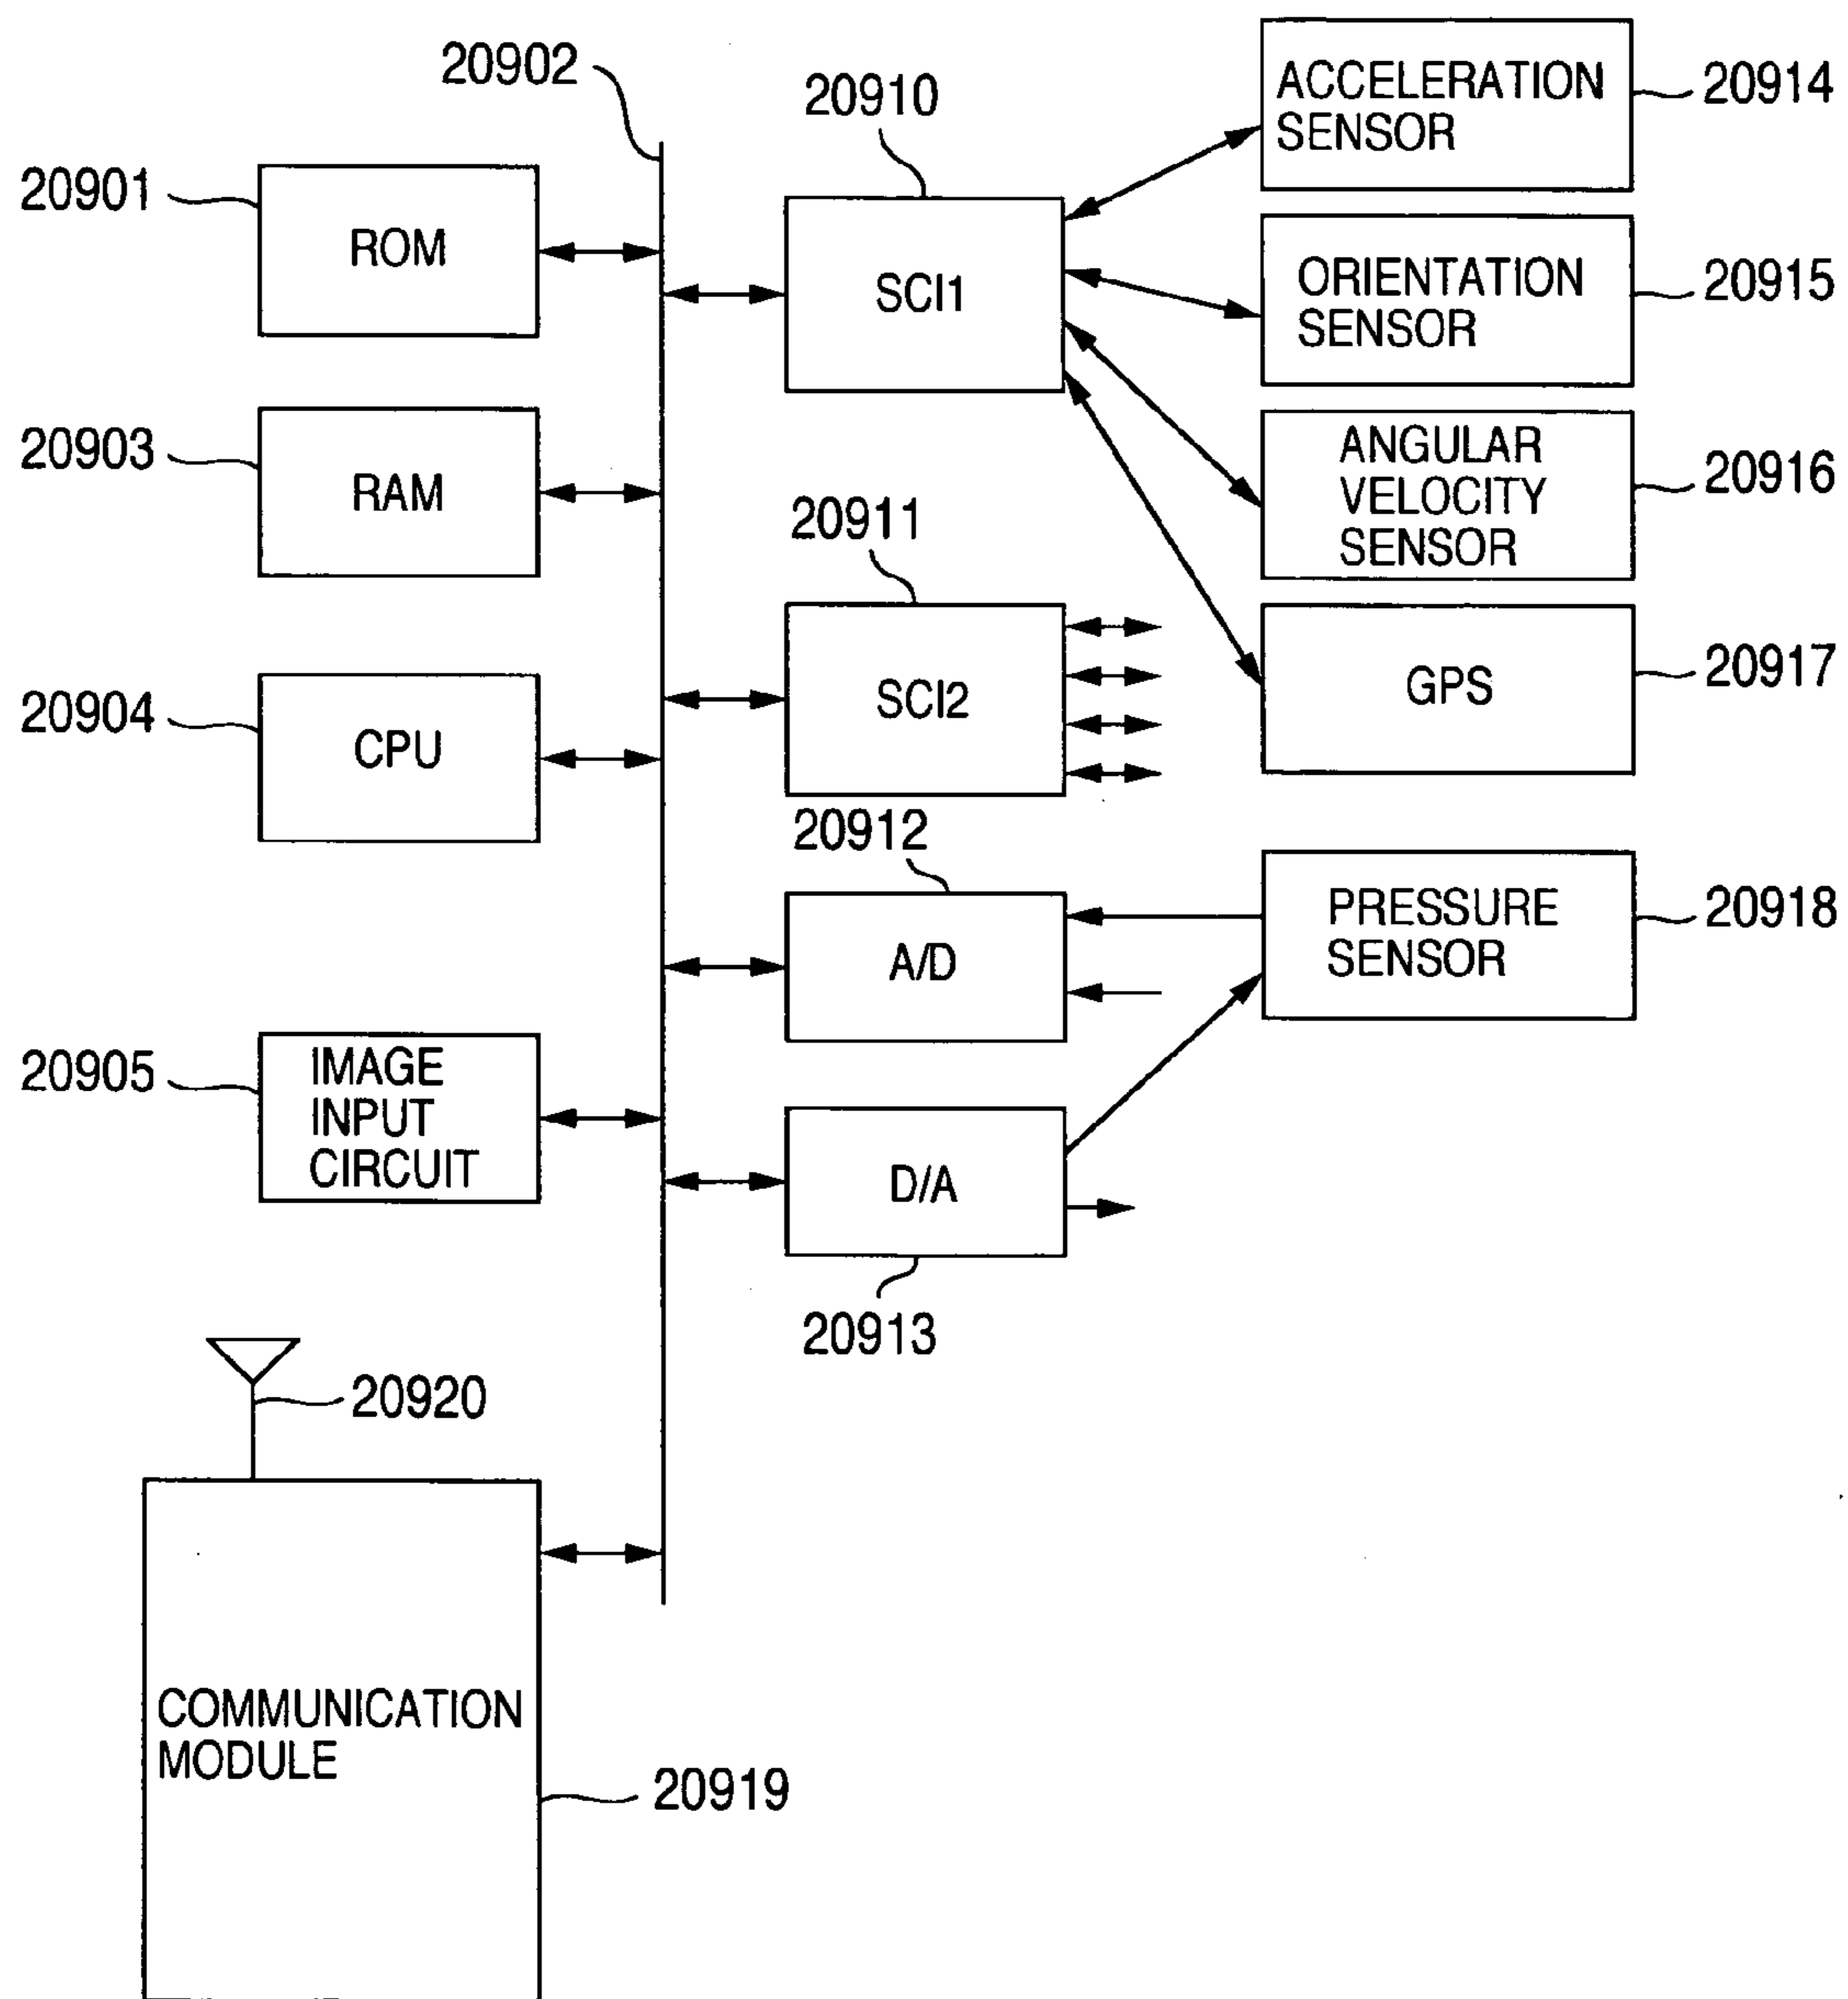 20902
20910
ACCELERATION
SENSOR
20914
20901
ROM
SCI1
ORIENTATION
SENSOR
20915
20903
RAM
ANGULAR
VELOCITY
SENSOR
20916
20911
20904
CPU
SCI2
GPS
20917
20912
A/D
PRESSURE
SENSOR
20918
20905
IMAGE
INPUT
CIRCUIT
D/A
20913
20920
COMMUNICATION
MODULE
20919